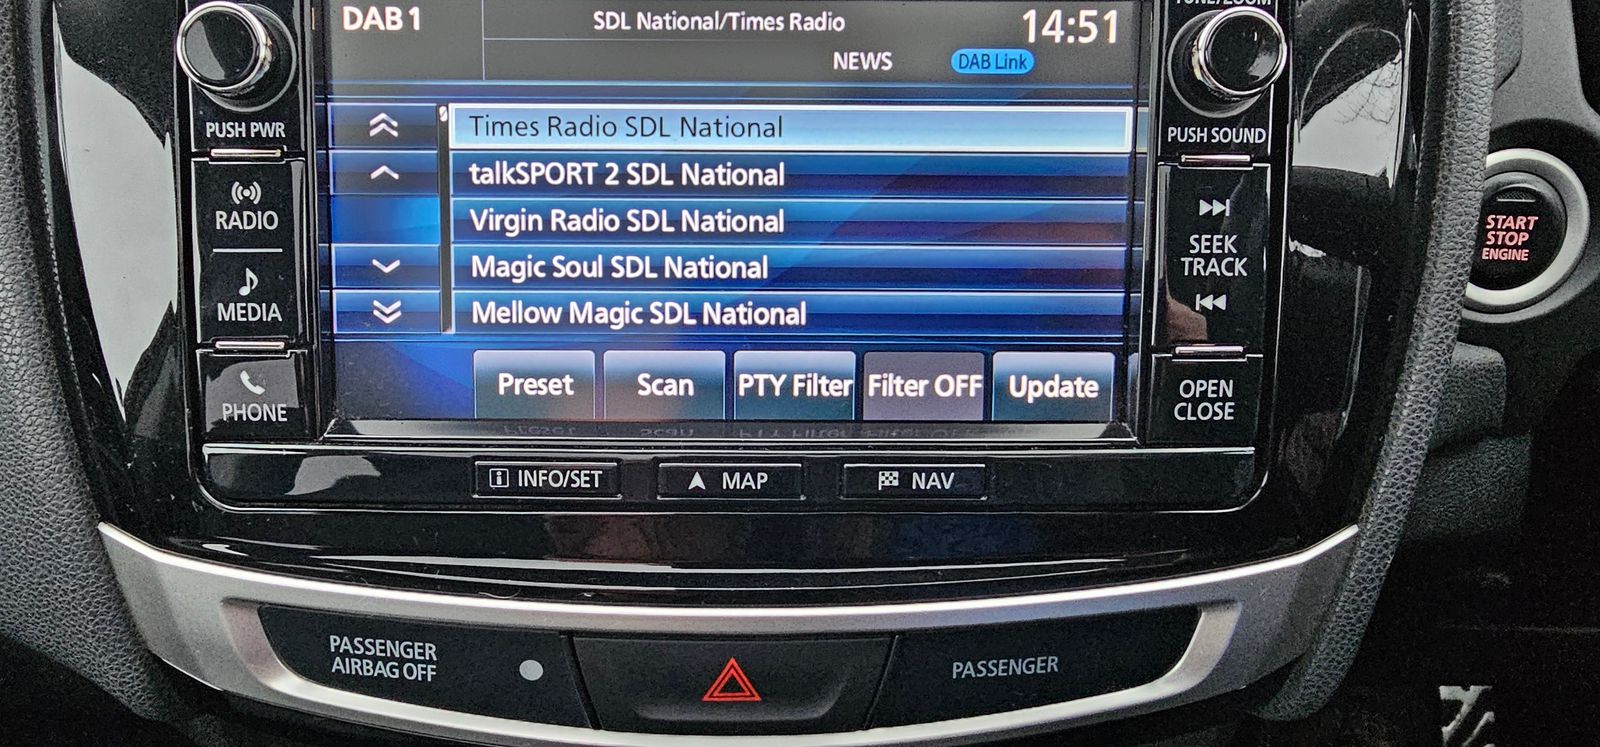 DAB 1
SDL National/Times Radio
14:51
TUNE/ZOOM
NEWS
DAB Link
Times Radio SDL National
talkSPORT 2 SDL National
Virgin Radio SDL National
Magic Soul SDL National
Mellow Magic SDL National
Preset
Scan
PTY Filter
Filter OFF
Update
PUSH PWR
RADIO
MEDIA
PHONE
PUSH SOUND
SEEK
TRACK
OPEN
CLOSE
START
STOP
ENGINE
INFO/SET
MAP
NAV
PASSENGER
AIRBAG OFF
PASSENGER